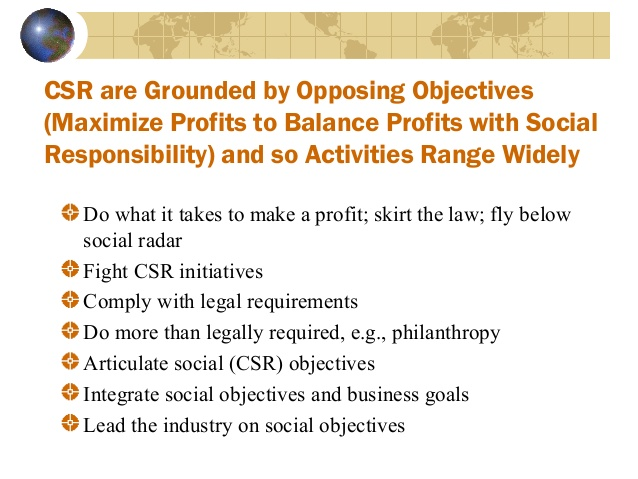 CSR are Grounded by Opposing Objectives
(Maximize Profits to Balance Profits with Social
Responsibility) and so Activities Range Widely
Do what it takes to make a profit; skirt the law; fly below
social radar
Fight CSR initiatives
Comply with legal requirements
Do more than legally required, e.g., philanthropy
Articulate social (CSR) objectives
Integrate social objectives and business goals
Lead the industry on social objectives